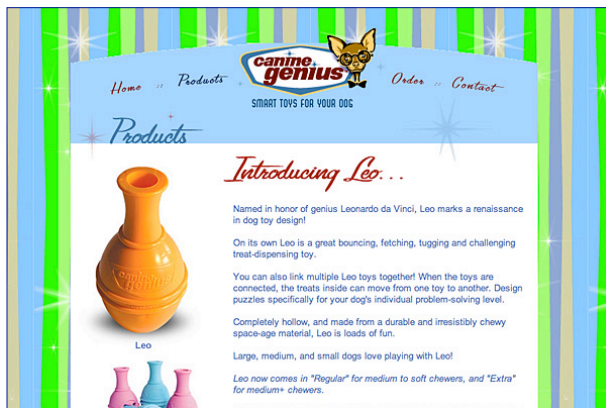 canine
genius
SMART TOYS FOR YOUR DOG
Home :: Products
Order :: Contact
Products
Introducing Leo...
Named in honor of genius Leonardo da Vinci, Leo marks a renaissance
in dog toy design!
On its own Leo is a great bouncing, fetching, tugging and challenging
treat-dispensing toy.
You can also link multiple Leo toys together! When the toys are
connected, the treats inside can move from one toy to another. Design
puzzles specifically for your dog's individual problem-solving level.
Completely hollow, and made from a durable and irresistibly chewy
space-age material, Leo is loads of fun.
Large, medium, and small dogs love playing with Leo!
Leo now comes in "Regular" for medium to soft chewers, and "Extra"
for medium+ chewers.
canine
genius
Leo